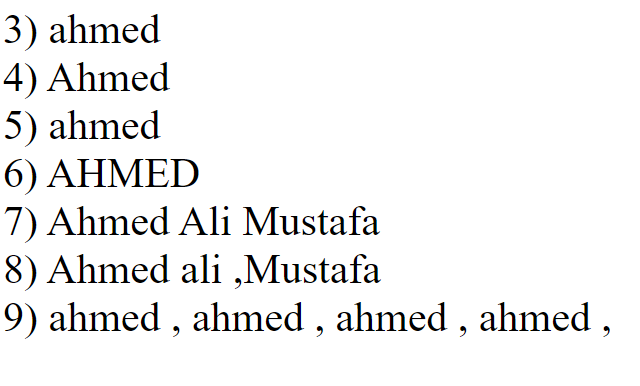 3) ahmed
4) Ahmed
5) ahmed
6) AHMED
7) Ahmed Ali Mustafa
8) Ahmed ali ,Mustafa
9) ahmed , ahmed , ahmed , ahmed ,